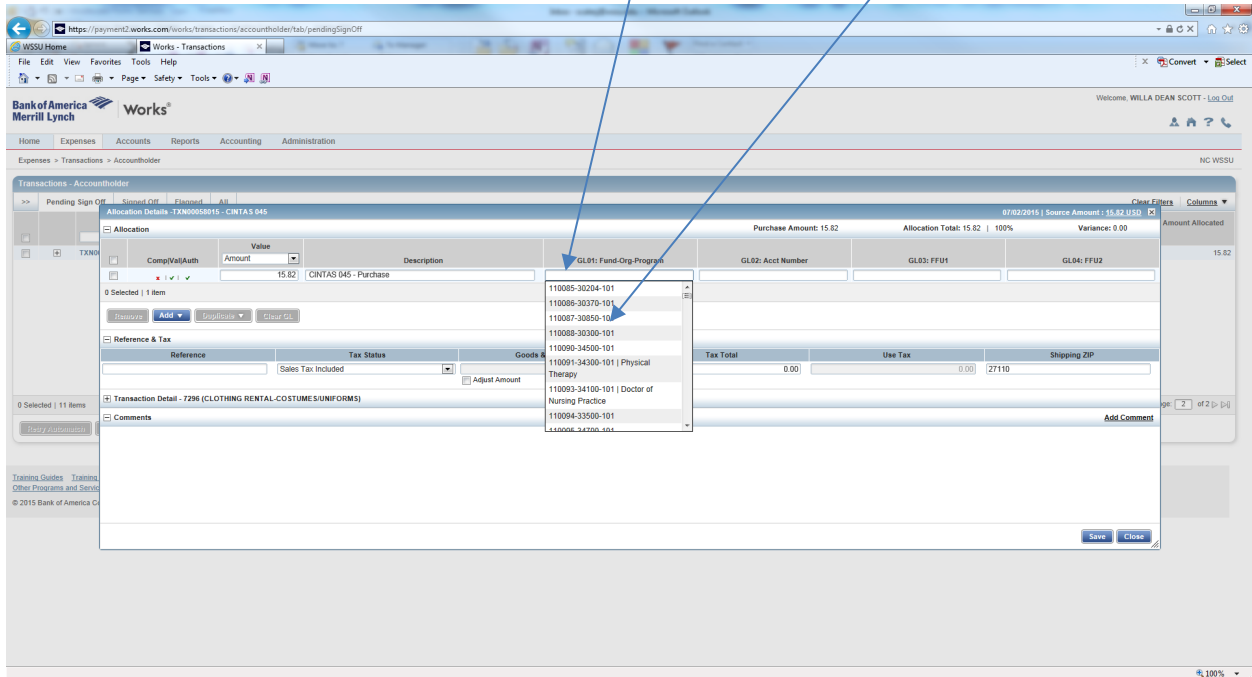 https://payment2.works.com/works/transactions/accountholder/tab/pendingSignOff
WSSU Home
Works - Transactions
File Edit View Favorites Tools Help
Convert Select
Page Safety Tools
Bank of America
Merrill Lynch
Works®
Welcome, WILLA DEAN SCOTT - Log Out
Home Expenses Accounts Reports Accounting Administration
Expenses > Transactions > Accountholder
NC WSSU
Transactions - Accountholder
>> Pending Sign Off Signed Off Flagged All
Clear Filters Columns ▼
Allocation Details -TXN00058015 - CINTAS 045
07/02/2015 | Source Amount : 15.82 USD
Amount Allocated
Allocation
Purchase Amount: 15.82 Allocation Total: 15.82 | 100% Variance: 0.00
TXN0
15.82
Comp|Val|Auth
Value
Amount
Description
GL01: Fund-Org-Program
GL02: Acct Number
GL03: FFU1
GL04: FFU2
15.82 CINTAS 045 - Purchase
0 Selected | 1 item
Remove Add ▼ Duplicate ▼ Clear GL
110085-30204-101
110086-30370-101
110087-30850-101
110088-30300-101
110090-34500-101
110091-34300-101 | Physical
Therapy
110093-34100-101 | Doctor of
Nursing Practice
110094-33500-101
110095-34700-101
Reference & Tax
Reference Tax Status Goods & Tax Total Use Tax Shipping ZIP
Sales Tax Included 0.00 0.00 27110
Adjust Amount
Transaction Detail - 7296 (CLOTHING RENTAL-COSTUMES/UNIFORMS)
0 Selected | 11 items
2 of 2
Comments
Add Comment
Training Guides Training
Other Programs and Servic
© 2015 Bank of America Co
Save Close
100%